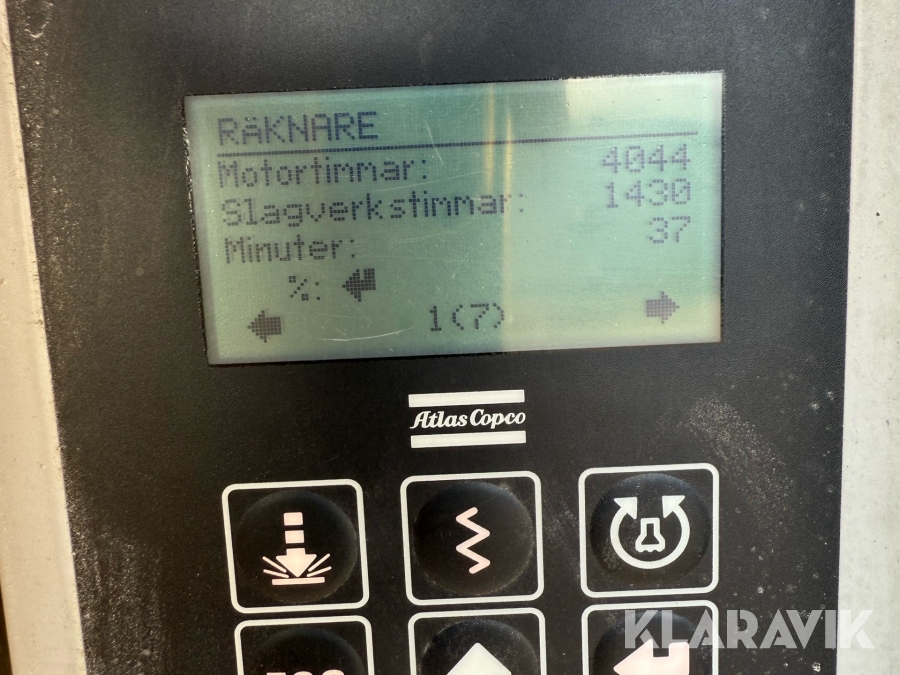 RÄKNARE
Motortimmar: 4044
Slagverkstimmar: 1430
Minuter: 37
%:
1(7)
Atlas Copco
KLARAVIK